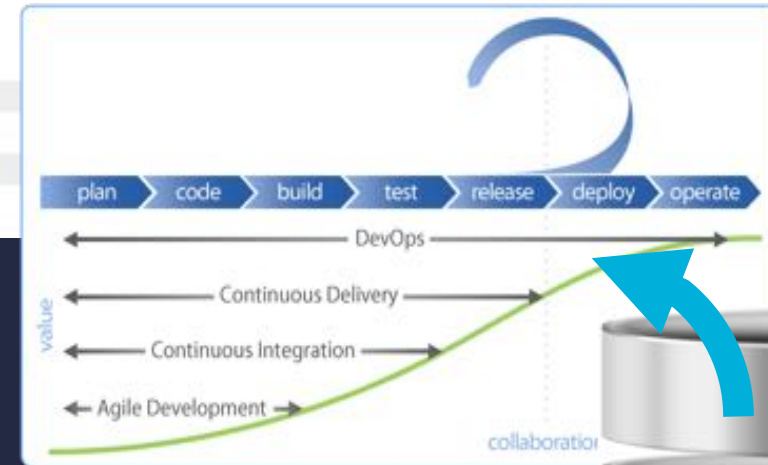 plan code build test release deploy operate
DevOps
Continuous Delivery
value
Continuous Integration
Agile Development